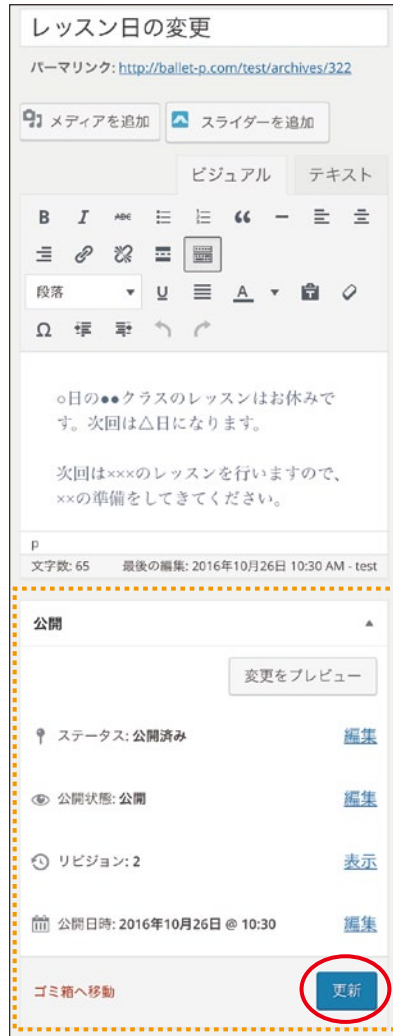 レッスン日の変更
パーマリンク: http://ballet-p.com/test/archives/322
メディアを追加 スライダーを追加
ビジュアル テキスト
B I ABC
段落 U A
Ω
○日の●●クラスのレッスンはお休みで
す。次回は△日になります。
次回は×××のレッスンを行いますので、
××の準備をしてきてください。
p
文字数: 65 最後の編集: 2016年10月26日 10:30 AM - test
公開
変更をプレビュー
ステータス: 公開済み 編集
公開状態: 公開 編集
リビジョン: 2 表示
公開日時: 2016年10月26日 @ 10:30 編集
ゴミ箱へ移動 更新